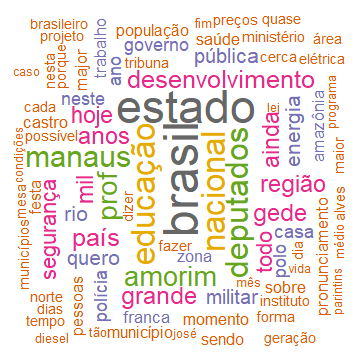 brasileiro
fim
preços
quase
projeto
população
saúde
ministério
área
nesta
porque
major
trabalho
ano
governo
tribuna
pública
cerca
elétrica
caso
desenvolvimento
cada
neste
estado
lei
programa
castro
hoje
ainda
energia
amazônia
possível
anos
manaus
educação
brasil
nacional
deputados
maior
condições
mesa
festa
segurança
mil
prof
dizer
região
municípios
rio
gede
país
fazer
todo
casa
polo
dia
pronunciamento
médio
alves
quero
zona
vida
parintins
polícia
amorim
mês
sobre
norte
pessoas
grande
militar
instituto
dias
franca
momento
forma
tempo
tão
município
josé
sendo
geração
diesel